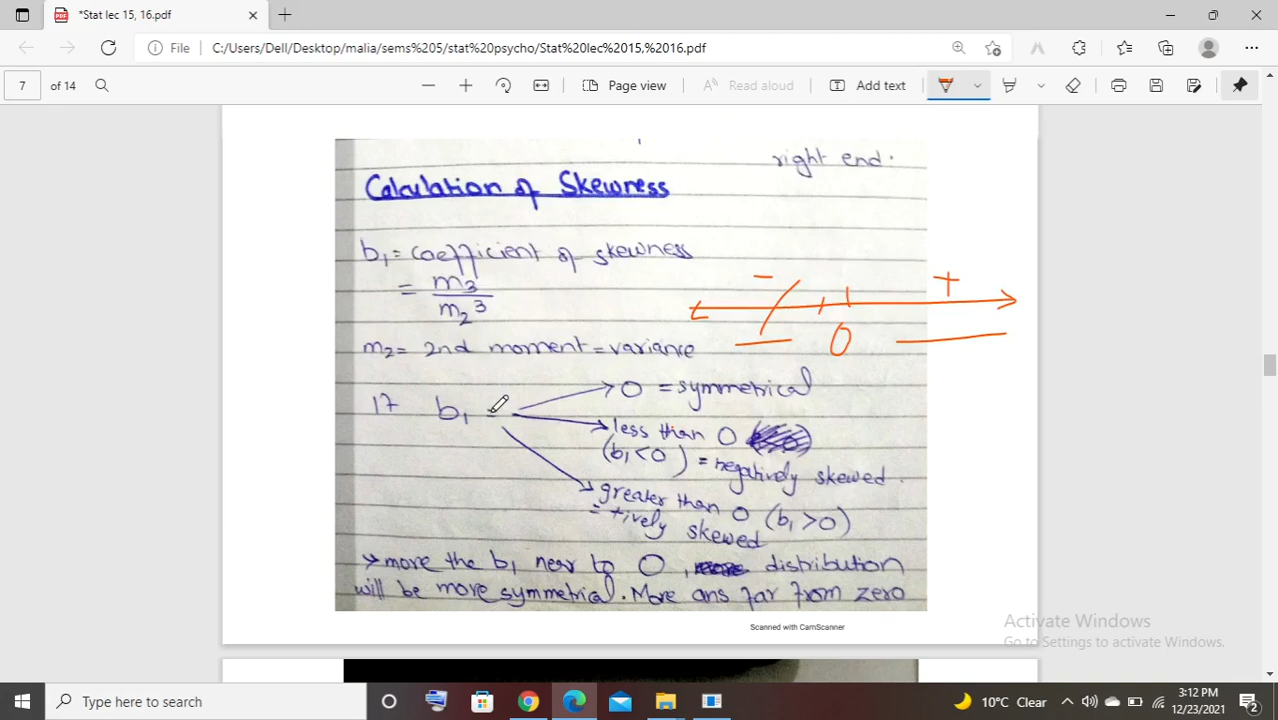 *Stat lec 15, 16.pdf
File
C:/Users/Dell/Desktop/malia/sems%205/stat%20psycho/Stat%20lec%2015,%2016.pdf
7 of 14
Page view
Read aloud
Add text
right end.
Calculation of Skewness
b₁ = coefficient of skewness
= m₃
m₂³
- +
0
m₂ = 2nd moment = variance
b₁ =
0 = symmetrical
less than 0
(b₁<0) = negatively skewed.
greater than 0 (b₁>0)
= +ively skewed
→ more the b₁ near to 0, distribution
will be more symmetrical. More ans far from zero
Scanned with CamScanner
Activate Windows
Go to Settings to activate Windows.
Type here to search
10°C Clear
3:12 PM
12/23/2021
2